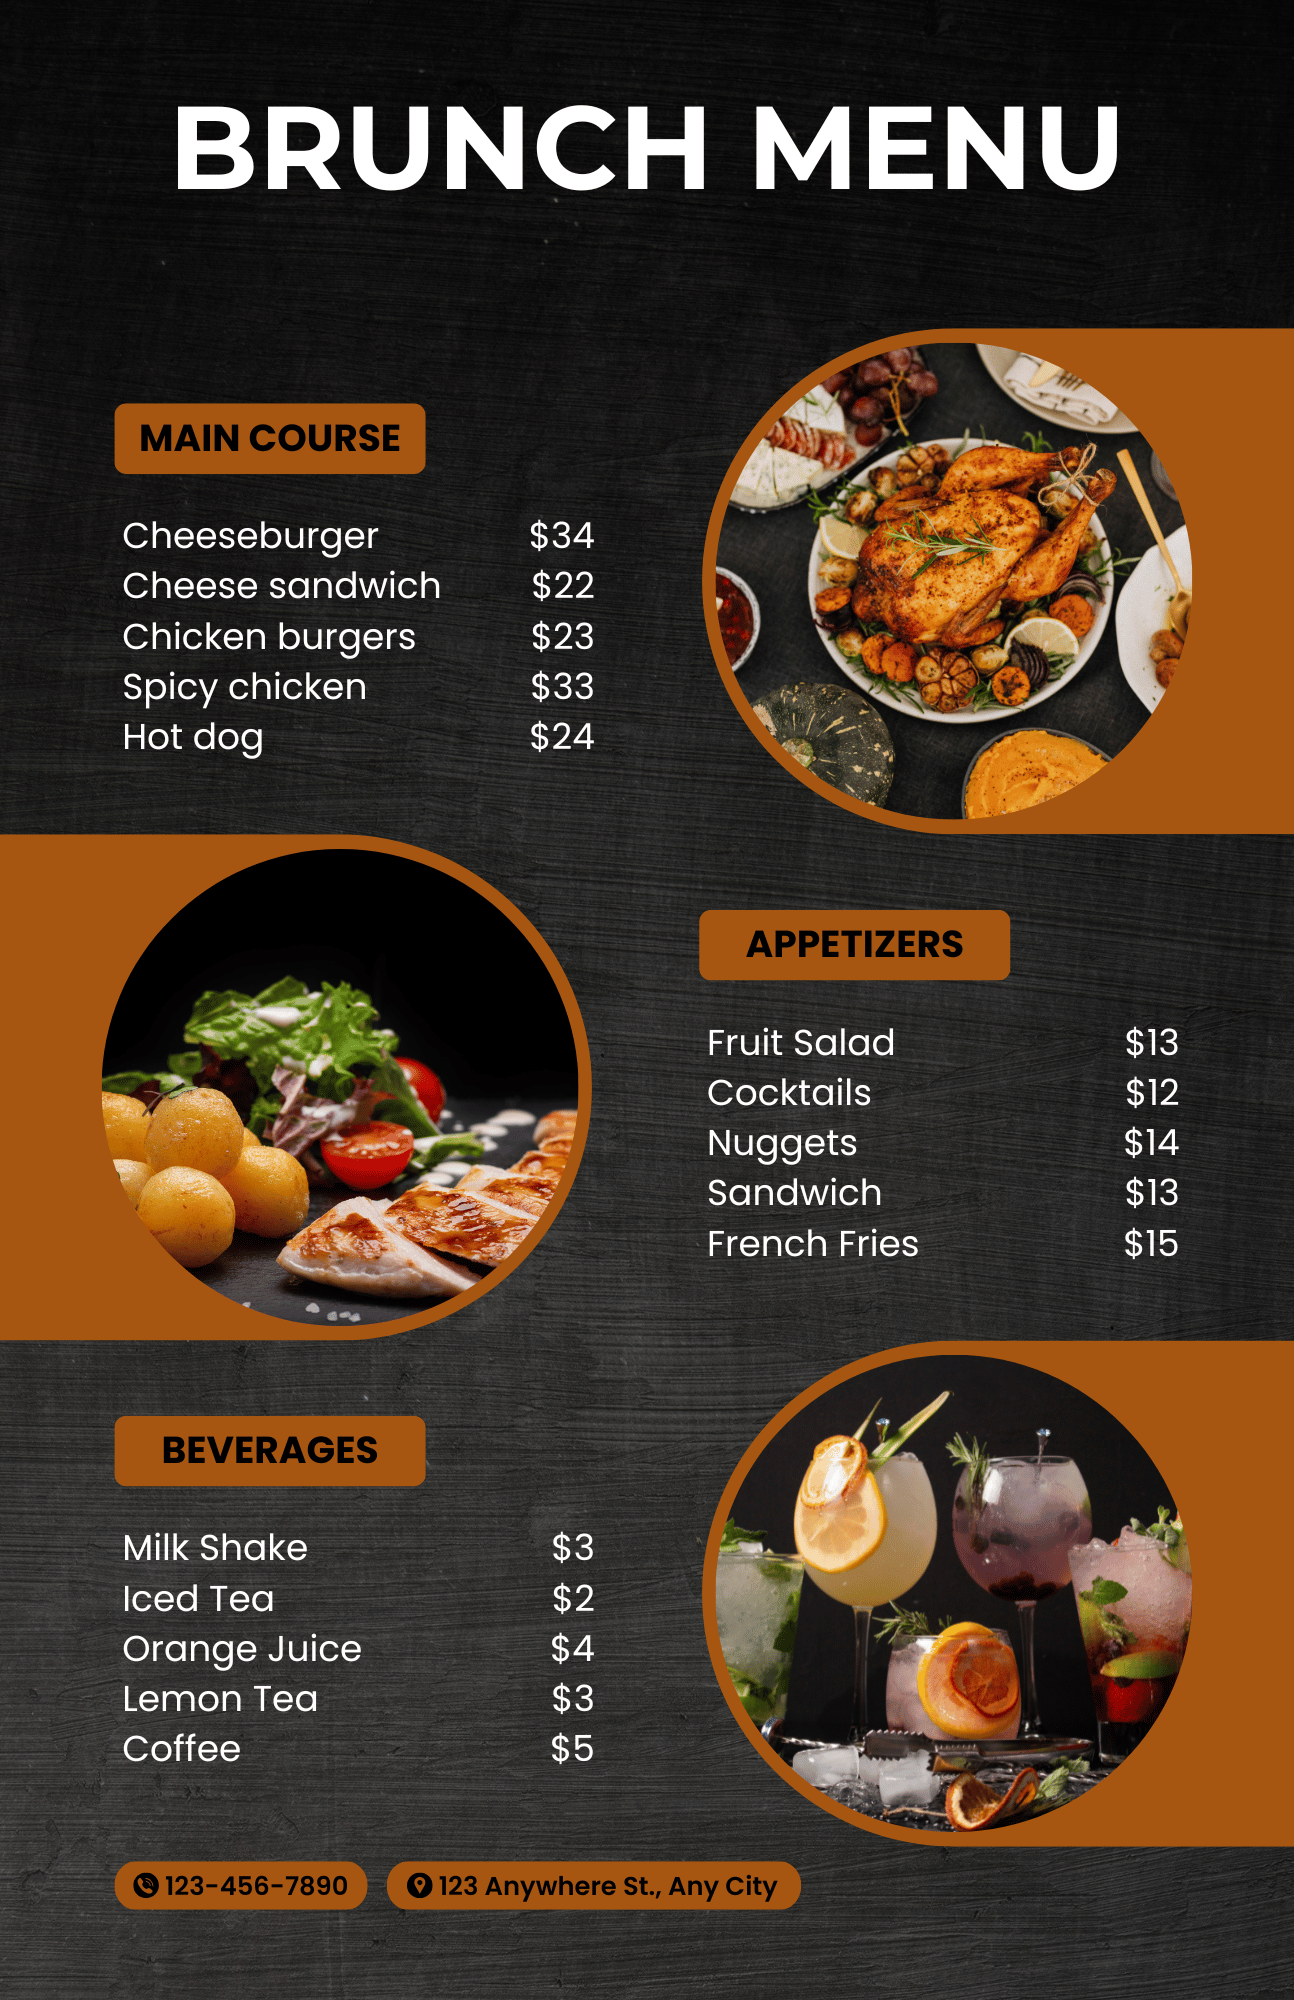 BRUNCH MENU
MAIN COURSE
Cheeseburger $34
Cheese sandwich $22
Chicken burgers $23
Spicy chicken $33
Hot dog $24
APPETIZERS
Fruit Salad $13
Cocktails $12
Nuggets $14
Sandwich $13
French Fries $15
BEVERAGES
Milk Shake $3
Iced Tea $2
Orange Juice $4
Lemon Tea $3
Coffee $5
123-456-7890 123 Anywhere St., Any City